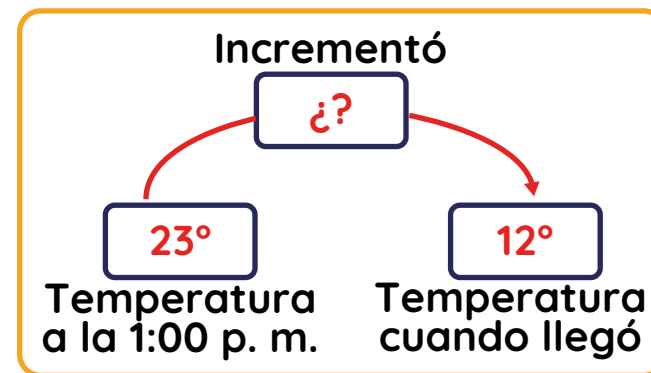 Incrementó
¿?
23°
12°
Temperatura
a la 1:00 p. m.
Temperatura
cuando llegó